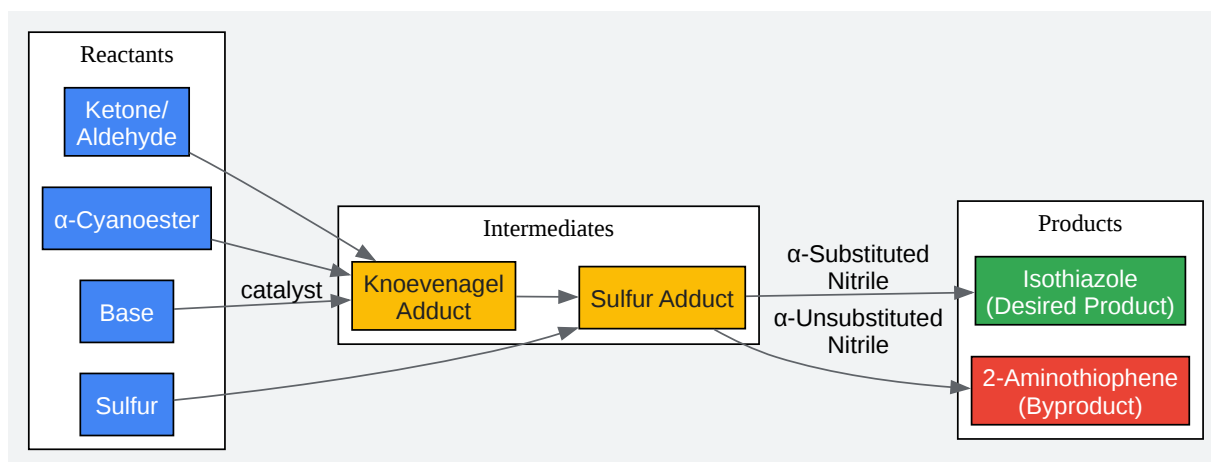 Reactants
Ketone/
Aldehyde
α-Cyanoester
Base
Sulfur
catalyst
Intermediates
Knoevenagel
Adduct
Sulfur Adduct
α-Substituted
Nitrile
α-Unsubstituted
Nitrile
Products
Isothiazole
(Desired Product)
2-Aminothiophene
(Byproduct)